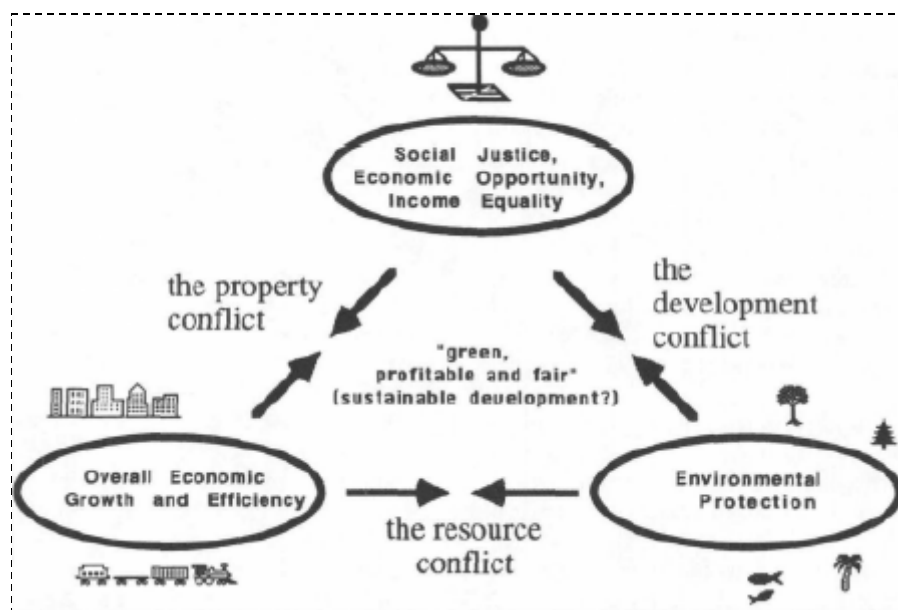 Social Justice,
Economic Opportunity,
Income Equality
the property
conflict
the
development
conflict
"green,
profitable and fair"
(sustainable development?)
Overall Economic
Growth and Efficiency
Environmental
Protection
the resource
conflict